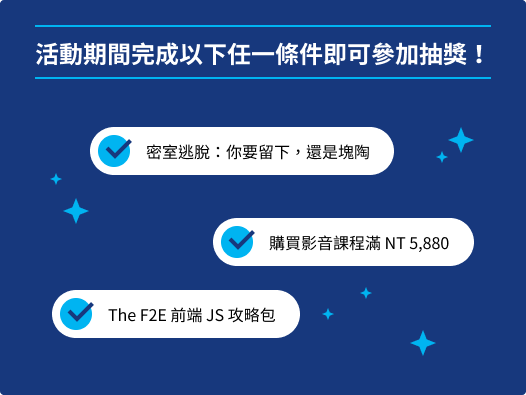 活動期間完成以下任一條件即可參加抽獎！
密室逃脫：你要留下，還是塊陶
購買影音課程滿 NT 5,880
The F2E 前端 JS 攻略包